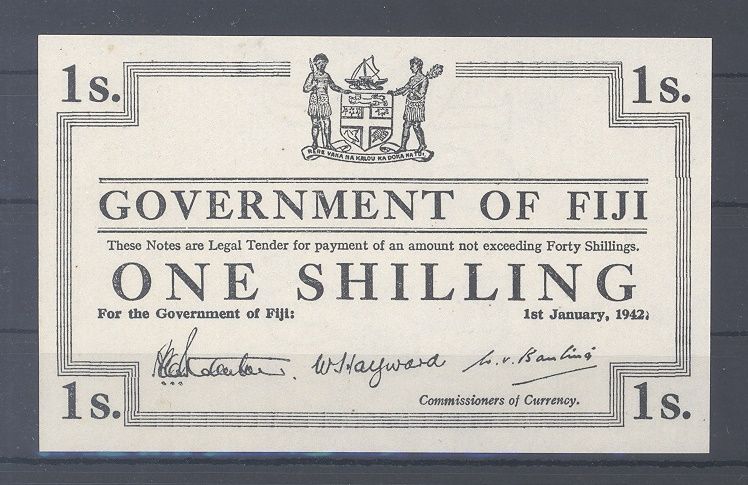 1s. 1s.
RERE VAKA NA KALOU KA DOKA NA TUI
GOVERNMENT OF FIJI
These Notes are Legal Tender for payment of an amount not exceeding Forty Shillings.
ONE SHILLING
For the Government of Fiji: 1st January, 1942.
WSHayward
1s. Commissioners of Currency. 1s.